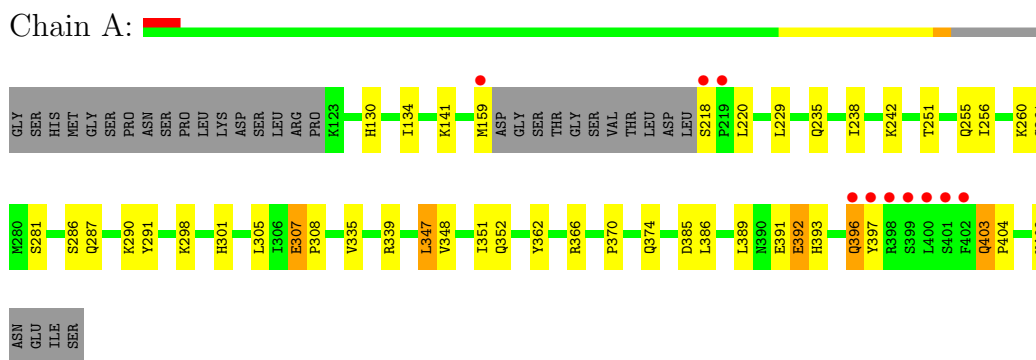 Chain A:
GLY SER HIS MET GLY SER PRO ASN SER PRO LEU LYS ASP SER LEU ARG PRO K123 H130 I134 K141 M159 ASP GLY SER THR GLY SER VAL THR LEU ASP LEU S218 P219 L220 L229 Q235 I238 K242 T251 Q255 I256 K260
M280 S281 S286 Q287 K290 Y291 K298 H301 L305 I306 E307 P308 V335 R339 L347 V348 I351 Q352 Y362 R366 P370 Q374 D385 L386 L389 N390 E391 E392 H393 Q396 Y397 R398 S399 L400 S401 F402 Q403 P404
ASN GLU ILE SER